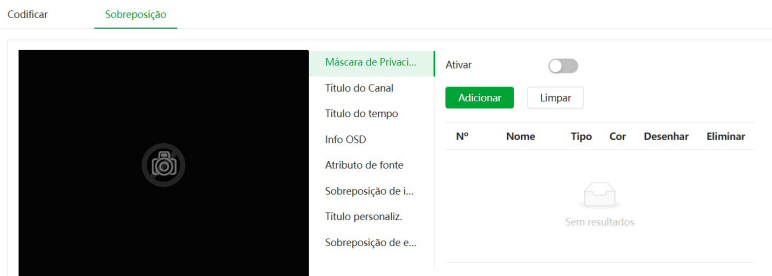 Codificar Sobreposição
Máscara de Privaci...
Título do Canal
Título do tempo
Info OSD
Atributo de fonte
Sobreposição de i...
Título personaliz.
Sobreposição de e...
Ativar
Adicionar Limpar
Nº Nome Tipo Cor Desenhar Eliminar
Sem resultados